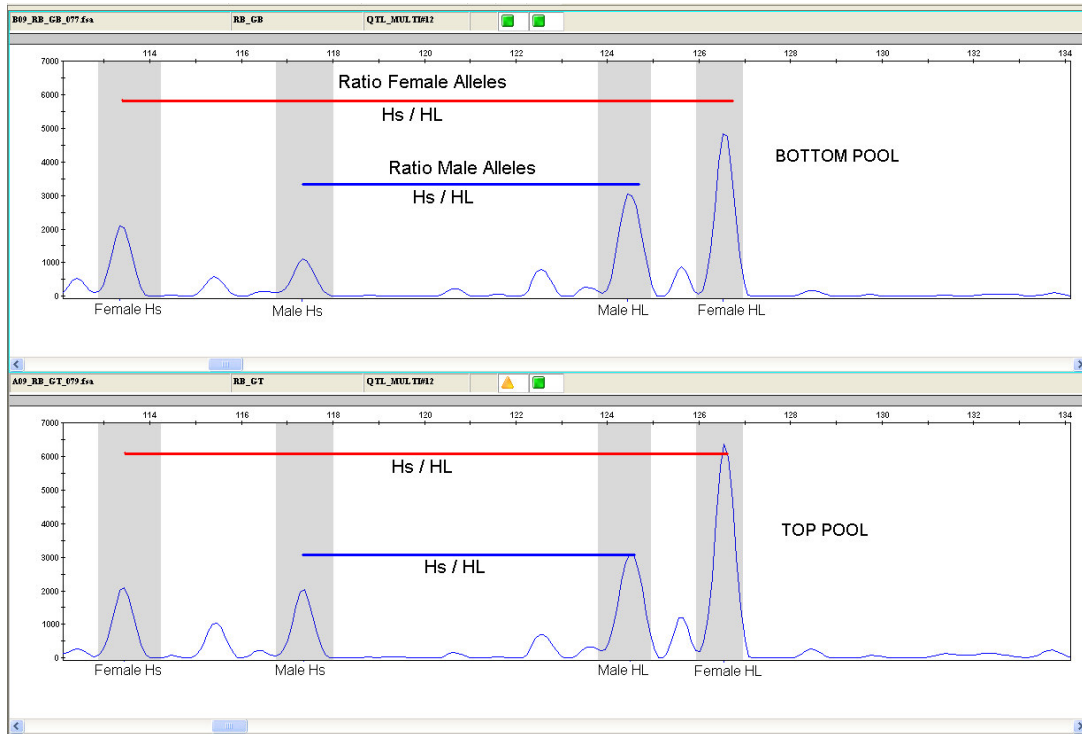 B09_RB_GB_077.fsa RB_GB QTL_MULTI#12
114 116 118 120 122 124 126 128 130 132 134
7000
Ratio Female Alleles
6000
Hs / HL
5000
BOTTOM POOL
4000
Ratio Male Alleles
3000
Hs / HL
2000
1000
0
Female Hs Male Hs Male HL Female HL
A09_RB_GT_079.fsa RB_GT QTL_MULTI#12
114 116 118 120 122 124 126 128 130 132 134
7000
6000
Hs / HL
5000
4000
TOP POOL
3000
Hs / HL
2000
1000
0
Female Hs Male Hs Male HL Female HL